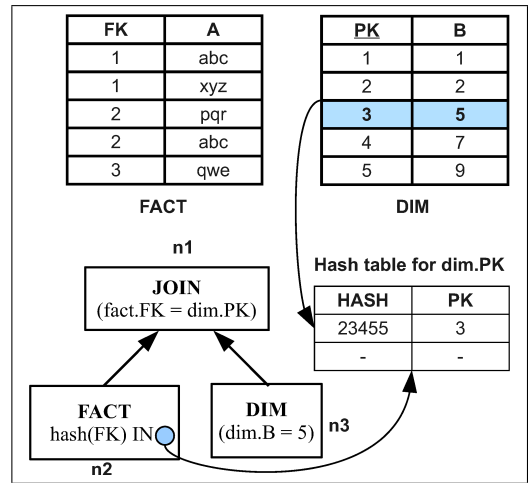 FK A
1 abc
1 xyz
2 pqr
2 abc
3 qwe
FACT
PK B
1 1
2 2
3 5
4 7
5 9
DIM
n1
JOIN
(fact.FK = dim.PK)
Hash table for dim.PK
HASH PK
23455 3
- -
FACT
hash(FK) IN
n2
DIM
(dim.B = 5)
n3